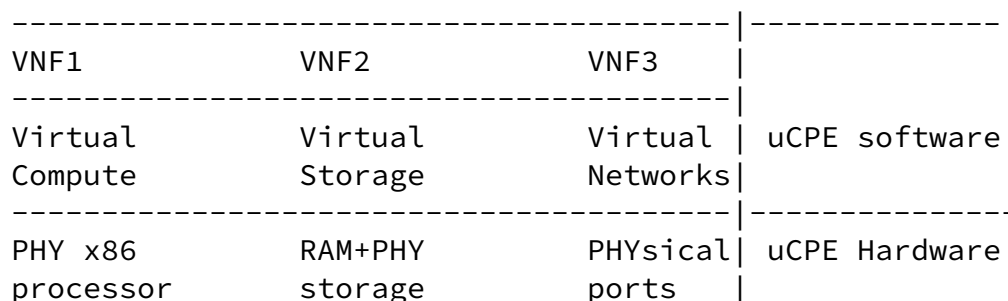 ----------------------------------------|--------------
VNF1            VNF2            VNF3    |
----------------------------------------|
Virtual         Virtual         Virtual | uCPE software
Compute         Storage         Networks|
----------------------------------------|--------------
PHY x86         RAM+PHY         PHYsical| uCPE Hardware
processor       storage         ports   |